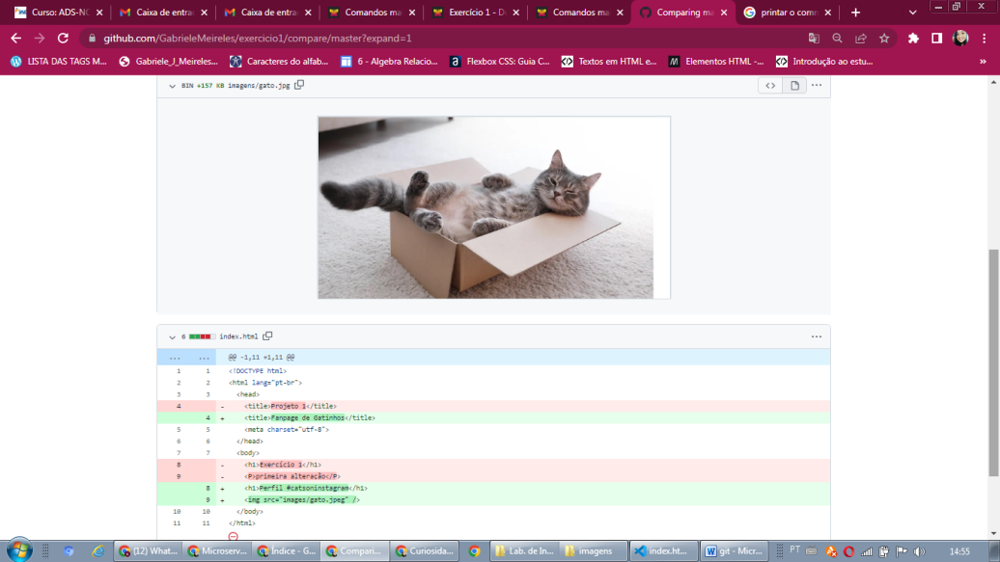 Curso: ADS-NO
Caixa de entra
Caixa de entra
Comandos ma
Exercício 1 - D
Comandos ma
Comparing ma
printar o comm
github.com/GabrieleMeireles/exercicio1/compare/master?expand=1
LISTA DAS TAGS M...
Gabriele_J_Meireles...
Caracteres do alfab...
6 - Algebra Relacio...
Flexbox CSS: Guia C...
Textos em HTML e...
Elementos HTML -...
Introdução ao estu...
»
BIN +157 KB imagens/gato.jpg
<>
...
6 index.html
...
... ... @@ -1,11 +1,11 @@
1 1 <!DOCTYPE html>
2 2 <html lang="pt-br">
3 3 <head>
4 - <title>Projeto 1</title>
4 + <title>Fanpage de Gatinhos</title>
5 5 <meta charset="utf-8">
6 6 </head>
7 7 <body>
8 - <h1>Exercício 1</h1>
9 - <P>primeira alteração</P>
8 + <h1>Perfil #catsoninstagram</h1>
9 + <img src="images/gato.jpeg" />
10 10 </body>
11 11 </html>
(12) What...
Microserv...
Índice - G...
Compari...
Curiosida...
Lab. de In...
imagens
index.ht...
git - Micr...
PT
14:55